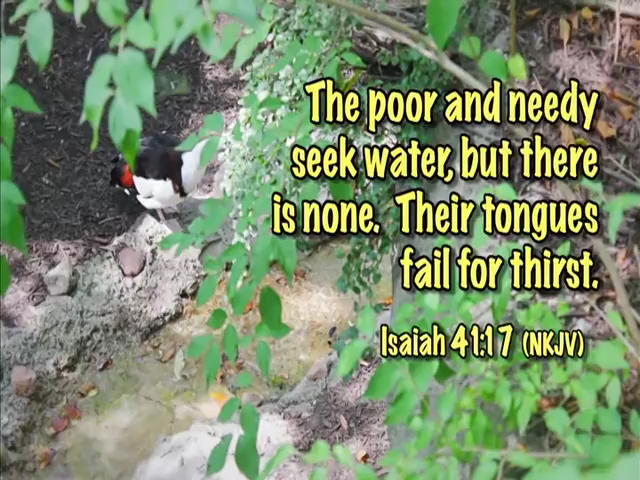 The poor and needy
seek water, but there
is none. Their tongues
fail for thirst.
Isaiah 41:17 (NKJV)